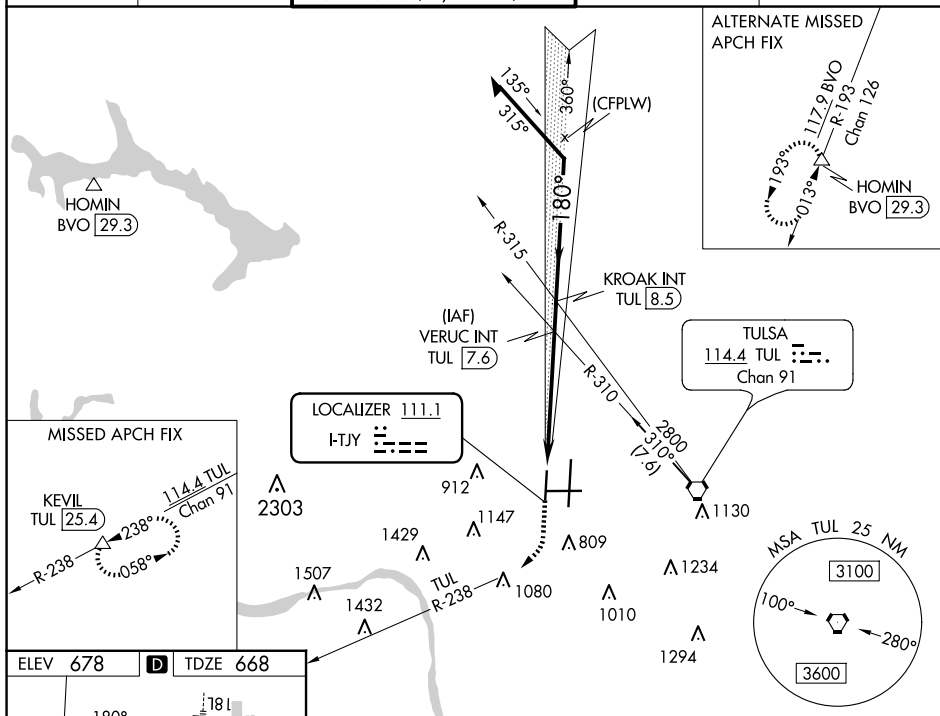 ALTERNATE MISSED
APCH FIX
117.9 BVO
R-193
Chan 126
193°
013°
HOMIN
BVO 29.3
135°
315°
360°
(CFPLW)
180°
HOMIN
BVO 29.3
R-315
KROAK INT
TUL 8.5
(IAF)
VERUC INT
TUL 7.6
R-310
TULSA
114.4 TUL
Chan 91
2800
310°
(7.6)
LOCALIZER 111.1
I-TJY
MISSED APCH FIX
114.4 TUL
Chan 91
KEVIL
TUL 25.4
238°
058°
R-238
2303
912
1130
1147
1429
809
1507
1432
TUL
R-238
1080
1234
1010
1294
MSA TUL 25 NM
3100
100°
280°
3600
ELEV 678 D TDZE 668
18L